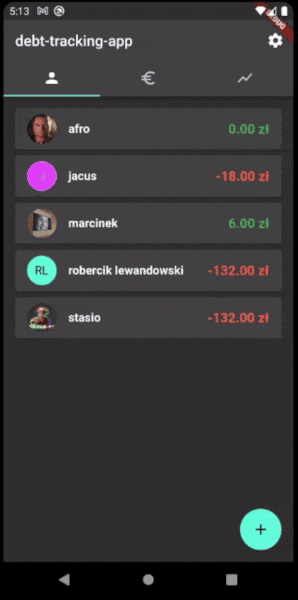 5:13
DEBUG
debt-tracking-app
€
afro 0.00 zł
J
jacus -18.00 zł
marcinek 6.00 zł
RL
robercik lewandowski -132.00 zł
stasio -132.00 zł
+